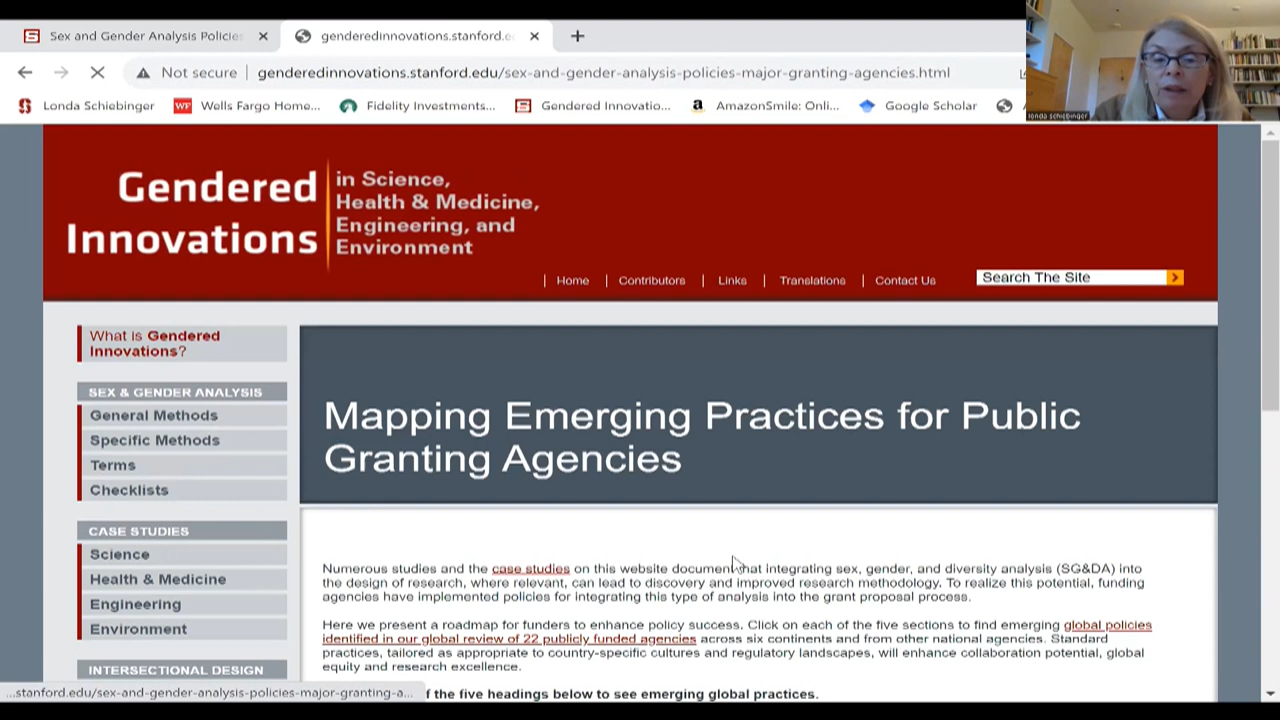 Sex and Gender Analysis Policies
genderedinnovations.stanford.e
Not secure
genderedinnovations.stanford.edu/sex-and-gender-analysis-policies-major-granting-agencies.html
Londa Schiebinger
WF
Wells Fargo Home...
Fidelity Investments...
Gendered Innovatio...
a
AmazonSmile: Onli...
Google Scholar
londa schiebinger
Gendered
Innovations
in Science,
Health & Medicine,
Engineering, and
Environment
Home
Contributors
Links
Translations
Contact Us
Search The Site
What is Gendered
Innovations?
SEX & GENDER ANALYSIS
General Methods
Specific Methods
Terms
Checklists
CASE STUDIES
Science
Health & Medicine
Engineering
Environment
INTERSECTIONAL DESIGN
Mapping Emerging Practices for Public
Granting Agencies
Numerous studies and the case studies on this website document that integrating sex, gender, and diversity analysis (SG&DA) into
the design of research, where relevant, can lead to discovery and improved research methodology. To realize this potential, funding
agencies have implemented policies for integrating this type of analysis into the grant proposal process.
Here we present a roadmap for funders to enhance policy success. Click on each of the five sections to find emerging global policies
identified in our global review of 22 publicly funded agencies across six continents and from other national agencies. Standard
practices, tailored as appropriate to country-specific cultures and regulatory landscapes, will enhance collaboration potential, global
equity and research excellence.
f the five headings below to see emerging global practices.
...stanford.edu/sex-and-gender-analysis-policies-major-granting-a...